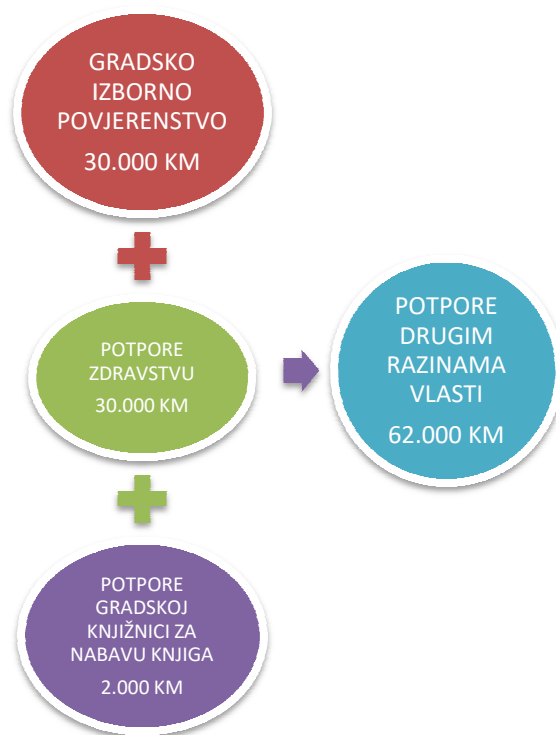 GRADSKO
IZBORNO
POVJERENSTVO
30.000 KM
POTPORE
ZDRAVSTVU
30.000 KM
POTPORE
GRADSKOJ
KNJIŽNICI ZA
NABAVU KNJIGA
2.000 KM
POTPORE
DRUGIM
RAZINAMA
VLASTI
62.000 KM